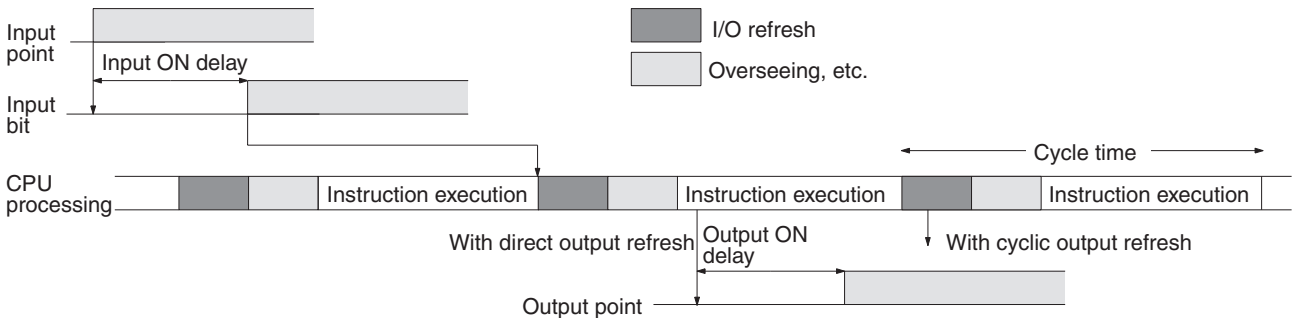 Input
point
Input ON delay
I/O refresh
Overseeing, etc.
Input
bit
Cycle time
CPU
processing
Instruction execution
Instruction execution
Instruction execution
With direct output refresh
Output ON
delay
With cyclic output refresh
Output point